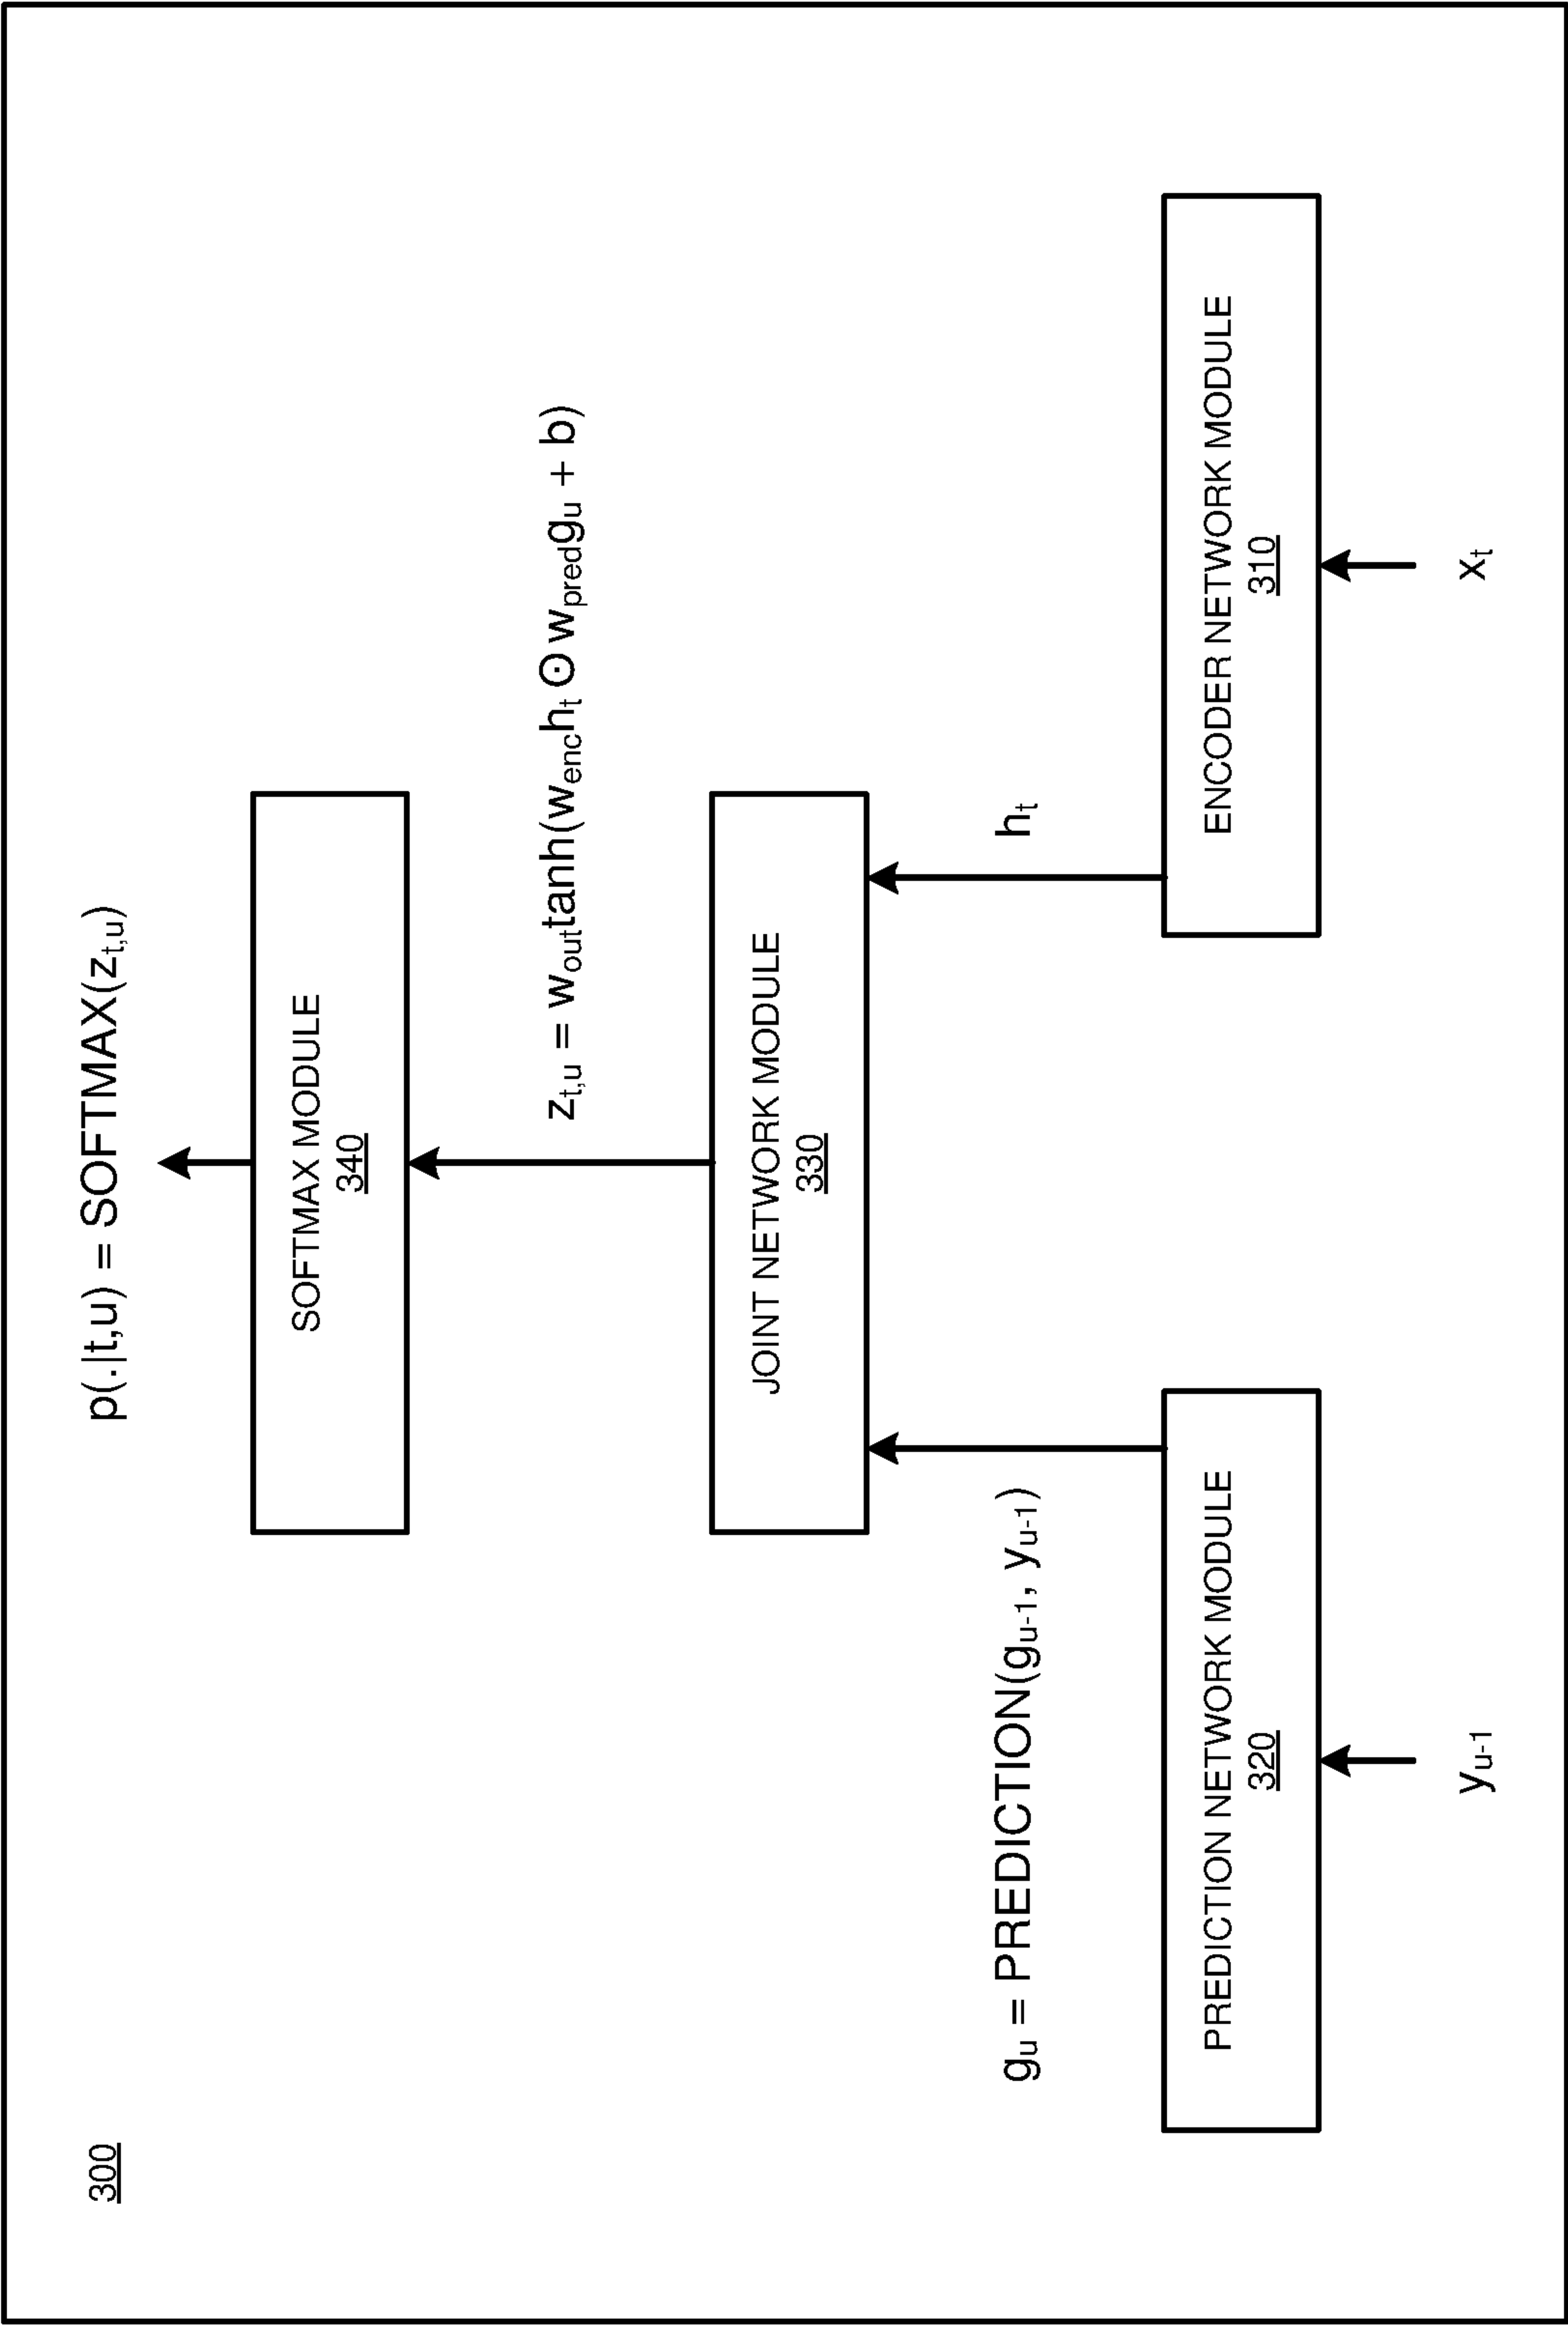 300
p(.|t,u) = SOFTMAX(z_{t,u})
SOFTMAX MODULE
340
z_{t,u} = w_{out}tanh(w_{enc}h_t ⊙ w_{pred}g_u + b)
JOINT NETWORK MODULE
330
g_u = PREDICTION(g_{u-1}, y_{u-1})
h_t
PREDICTION NETWORK MODULE
320
ENCODER NETWORK MODULE
310
y_{u-1}
x_t